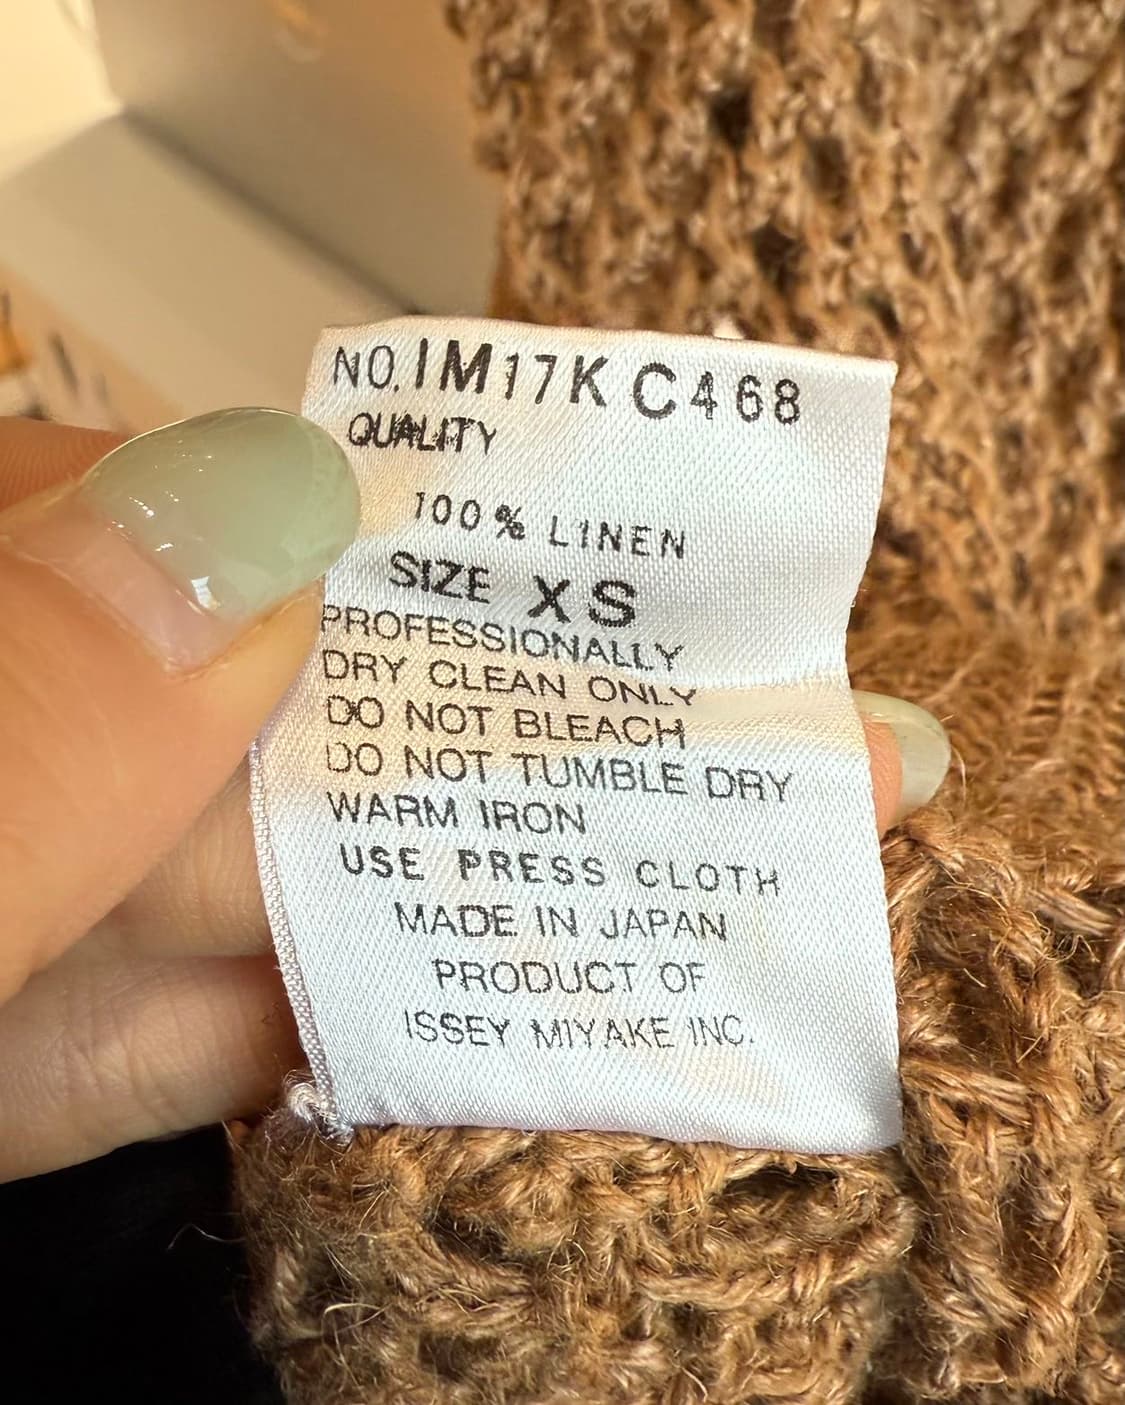 NO. IM17KC468
QUALITY
100% LINEN
SIZE XS
PROFESSIONALLY
DRY CLEAN ONLY
DO NOT BLEACH
DO NOT TUMBLE DRY
WARM IRON
USE PRESS CLOTH
MADE IN JAPAN
PRODUCT OF
ISSEY MIYAKE INC.